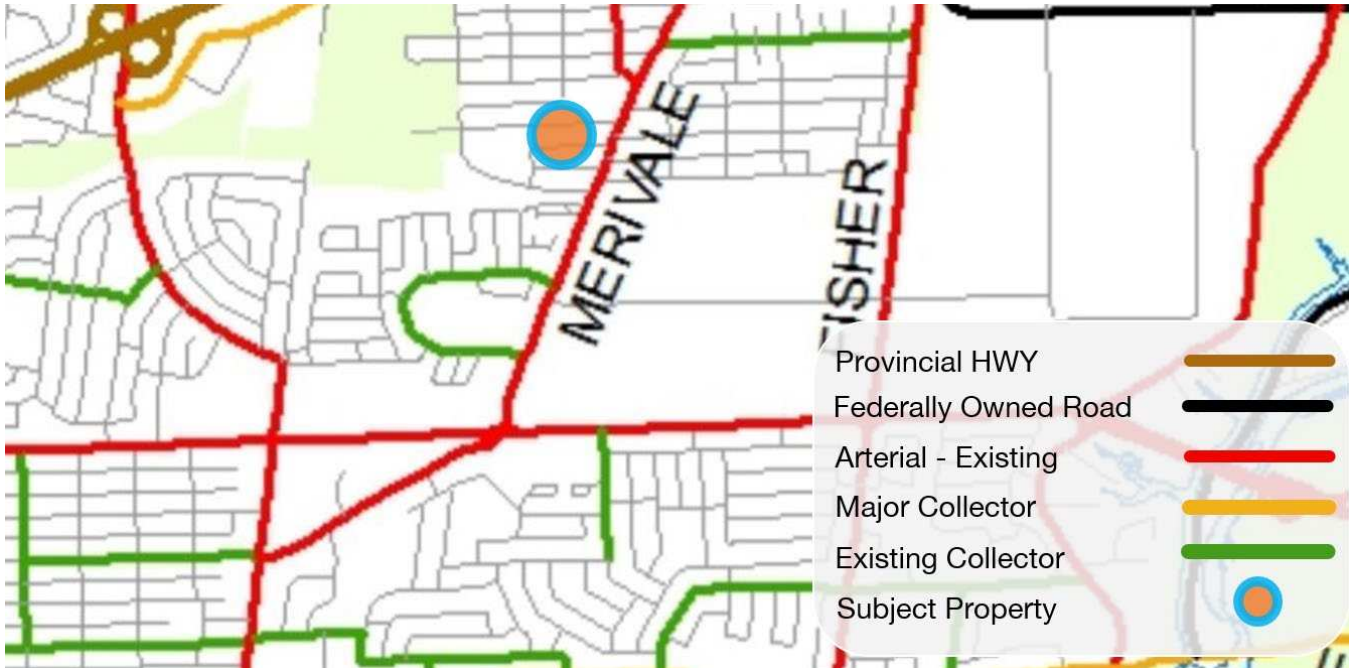 MERIVALE
FISHER
Provincial HWY
Federally Owned Road
Arterial - Existing
Major Collector
Existing Collector
Subject Property